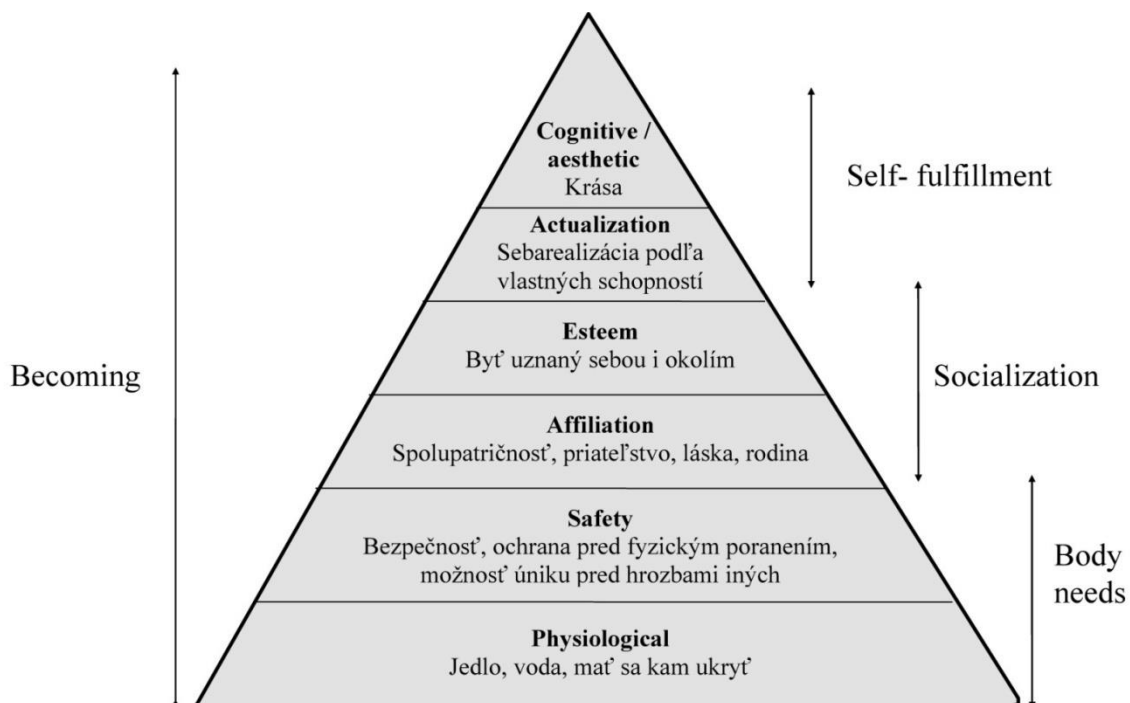 Cognitive /
aesthetic
Krása
Self- fulfillment
Actualization
Sebarealizácia podľa
vlastných schopností
Esteem
Byť uznaný sebou i okolím
Becoming
Socialization
Affiliation
Spolupatričnosť, priateľstvo, láska, rodina
Safety
Bezpečnosť, ochrana pred fyzickým poranením,
možnosť úniku pred hrozbami iných
Body
needs
Physiological
Jedlo, voda, mať sa kam ukryť